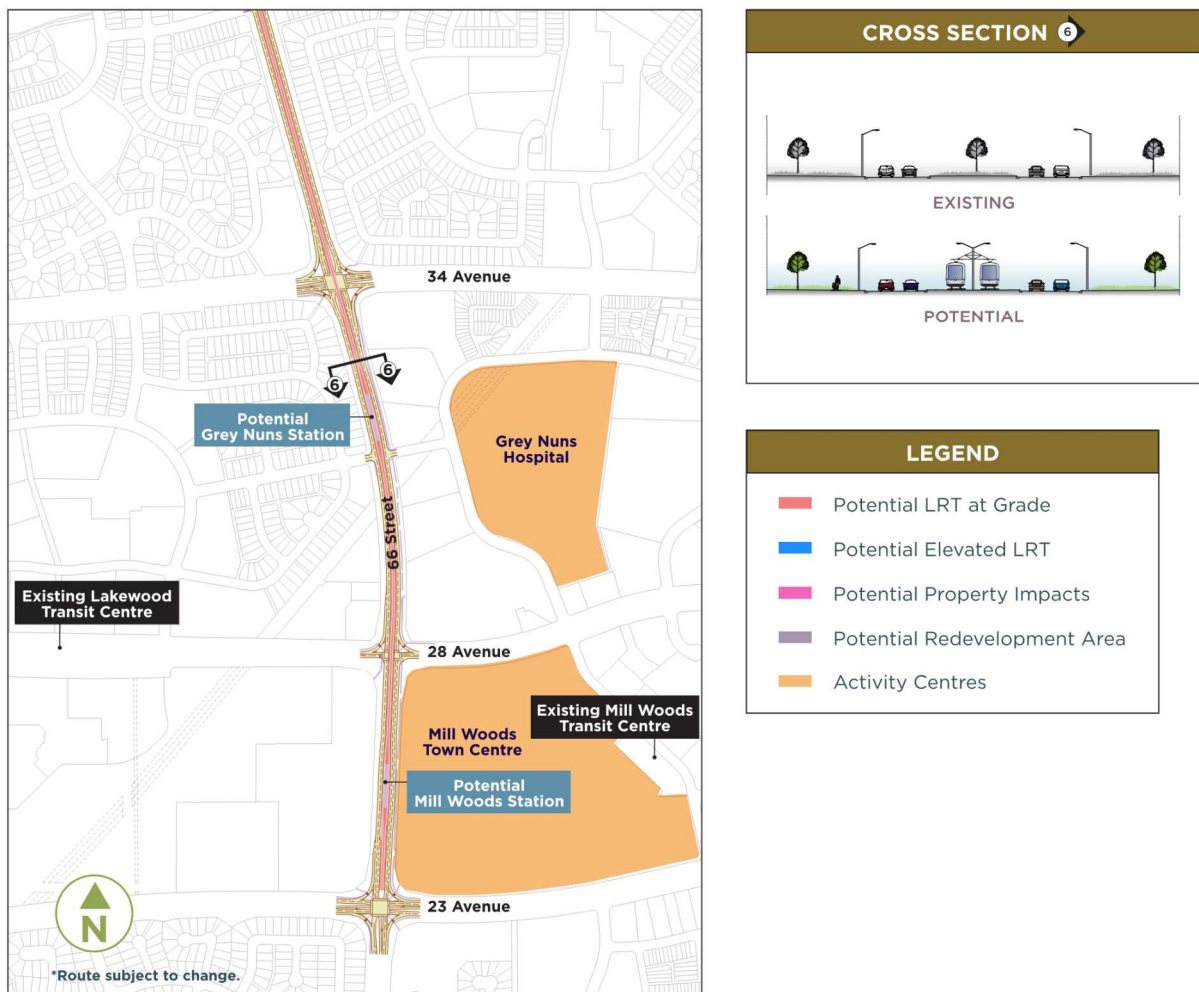 34 Avenue
6
6
Potential
Grey Nuns Station
Grey Nuns
Hospital
66 Street
Existing Lakewood
Transit Centre
28 Avenue
Existing Mill Woods
Transit Centre
Mill Woods
Town Centre
Potential
Mill Woods Station
23 Avenue
N
*Route subject to change.
CROSS SECTION 6
EXISTING
POTENTIAL
LEGEND
Potential LRT at Grade
Potential Elevated LRT
Potential Property Impacts
Potential Redevelopment Area
Activity Centres